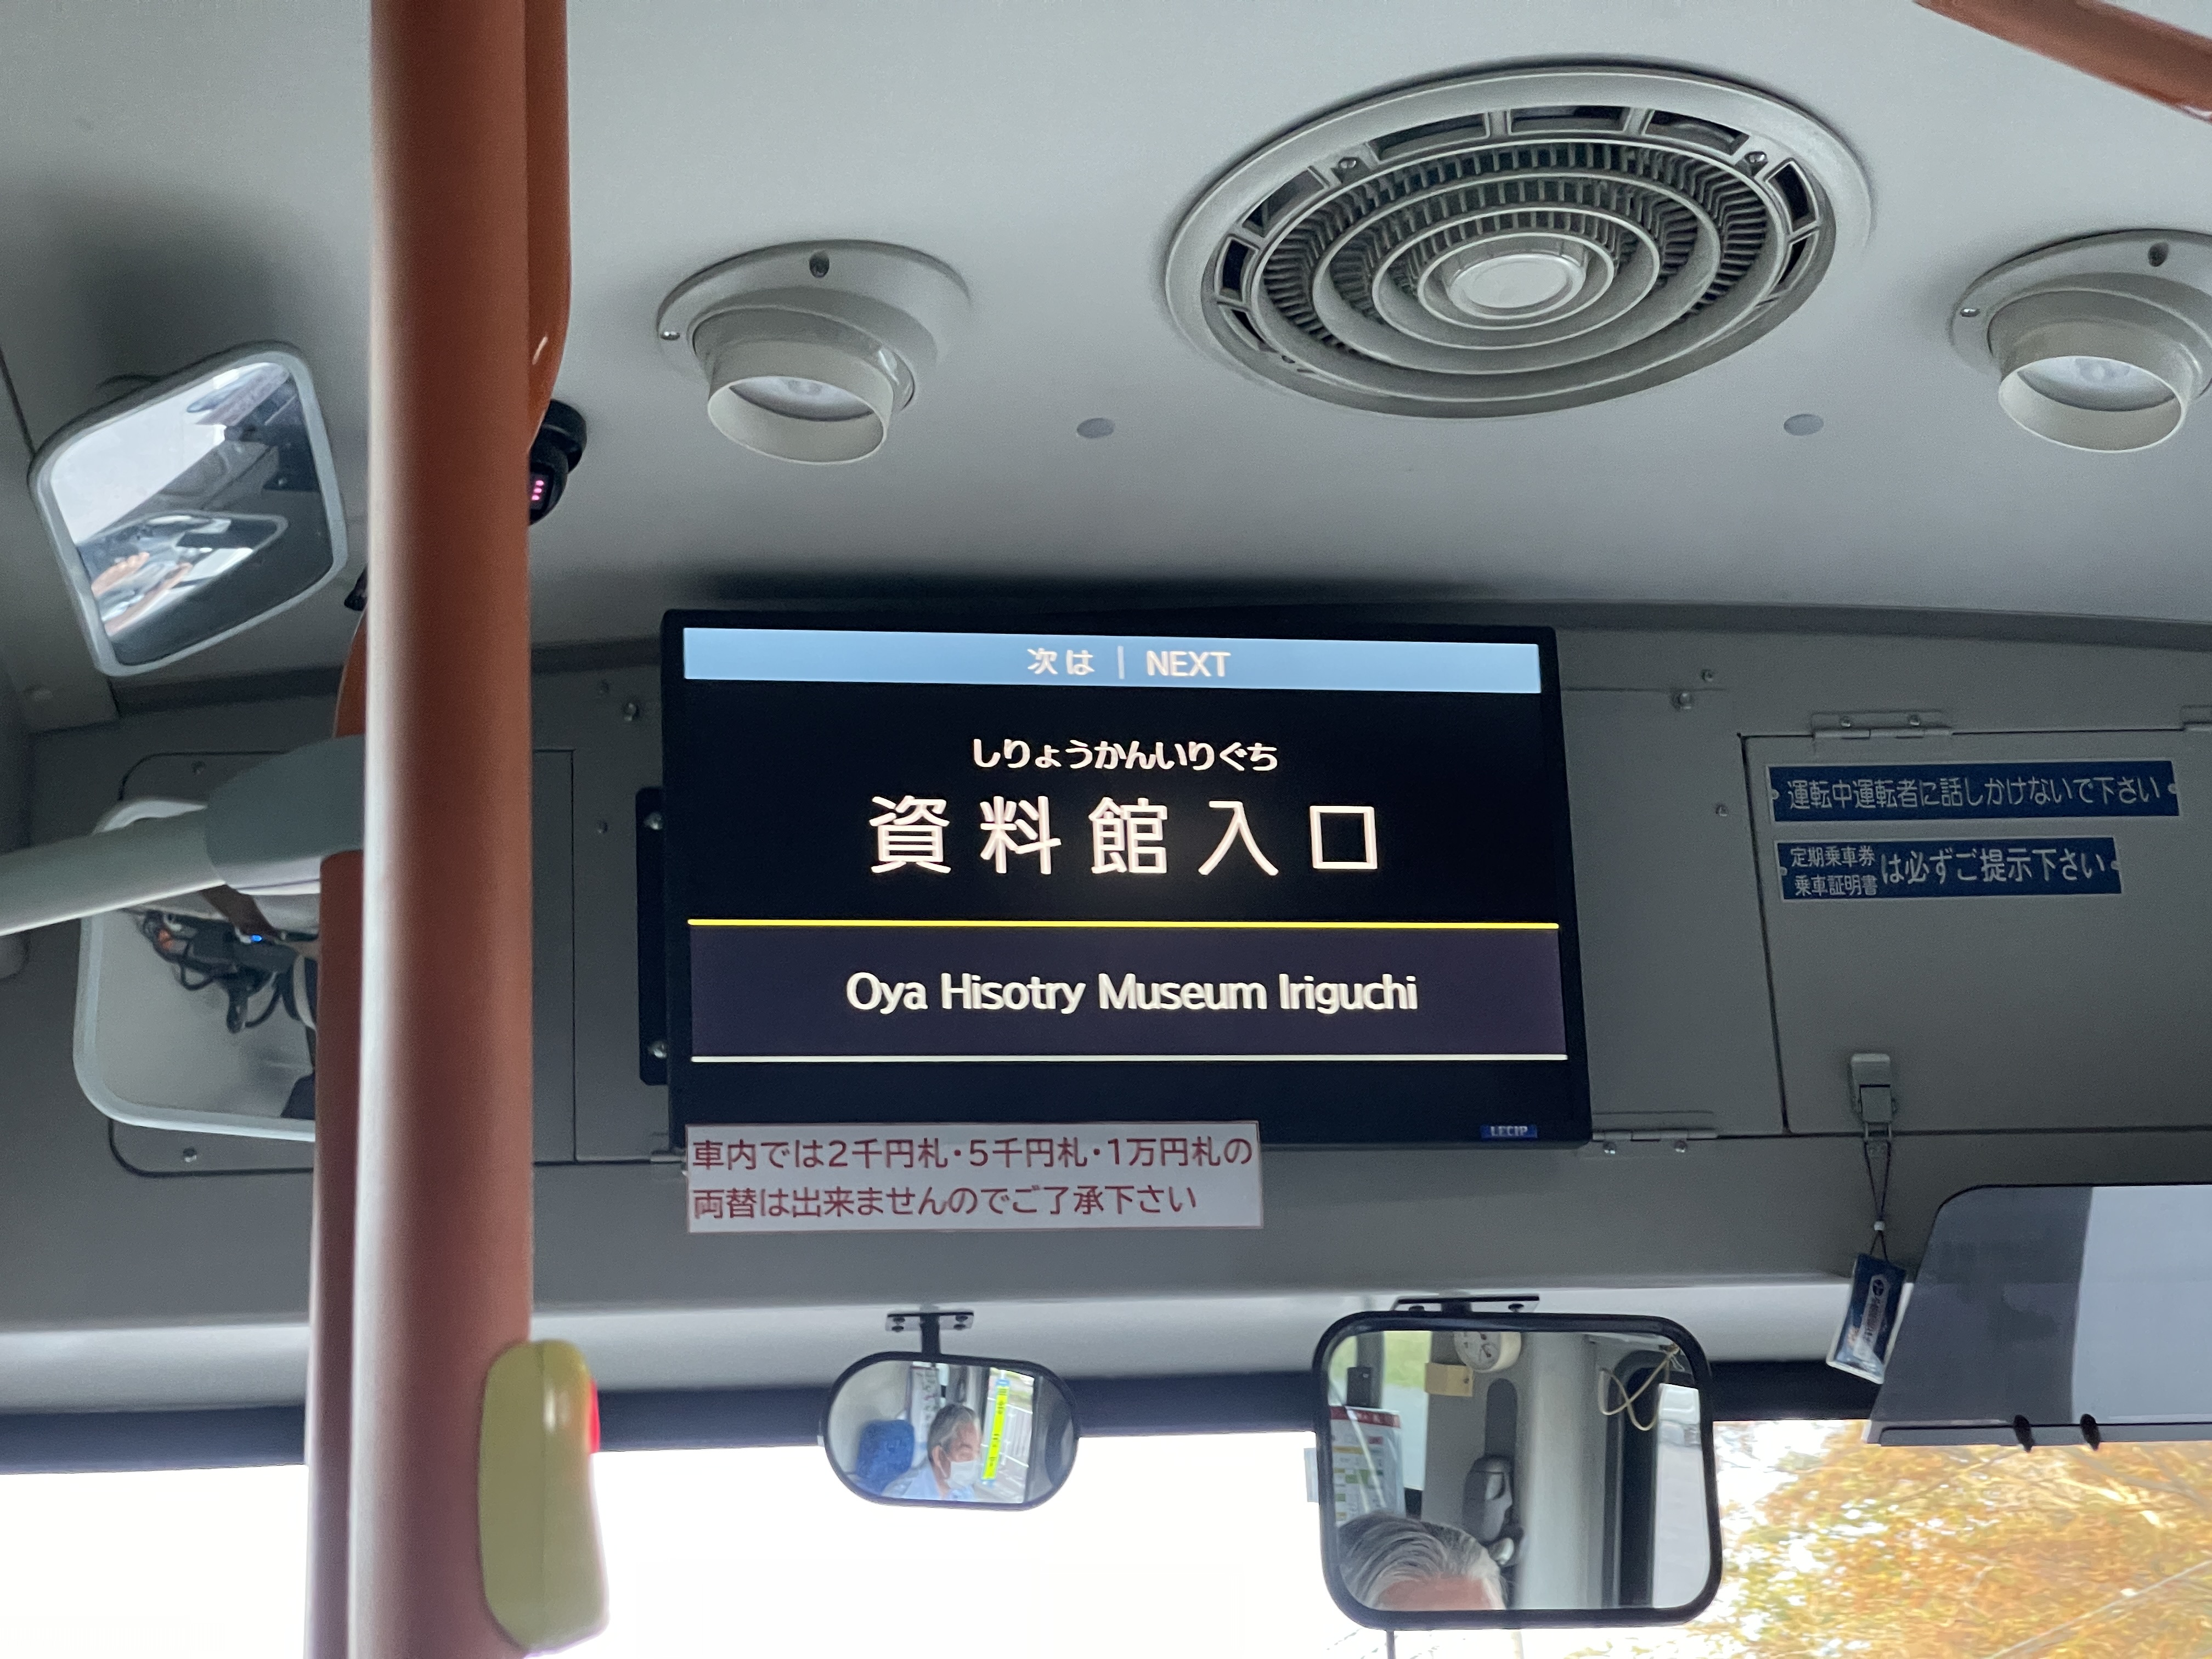 次は | NEXT
しりょうかんいりぐち
資料館入口
Oya Hisotry Museum Iriguchi
LECIP
運転中運転者に話しかけないで下さい
定期乗車券
乗車証明書
は必ずご提示下さい
車内では2千円札・5千円札・1万円札の
両替は出来ませんのでご了承下さい